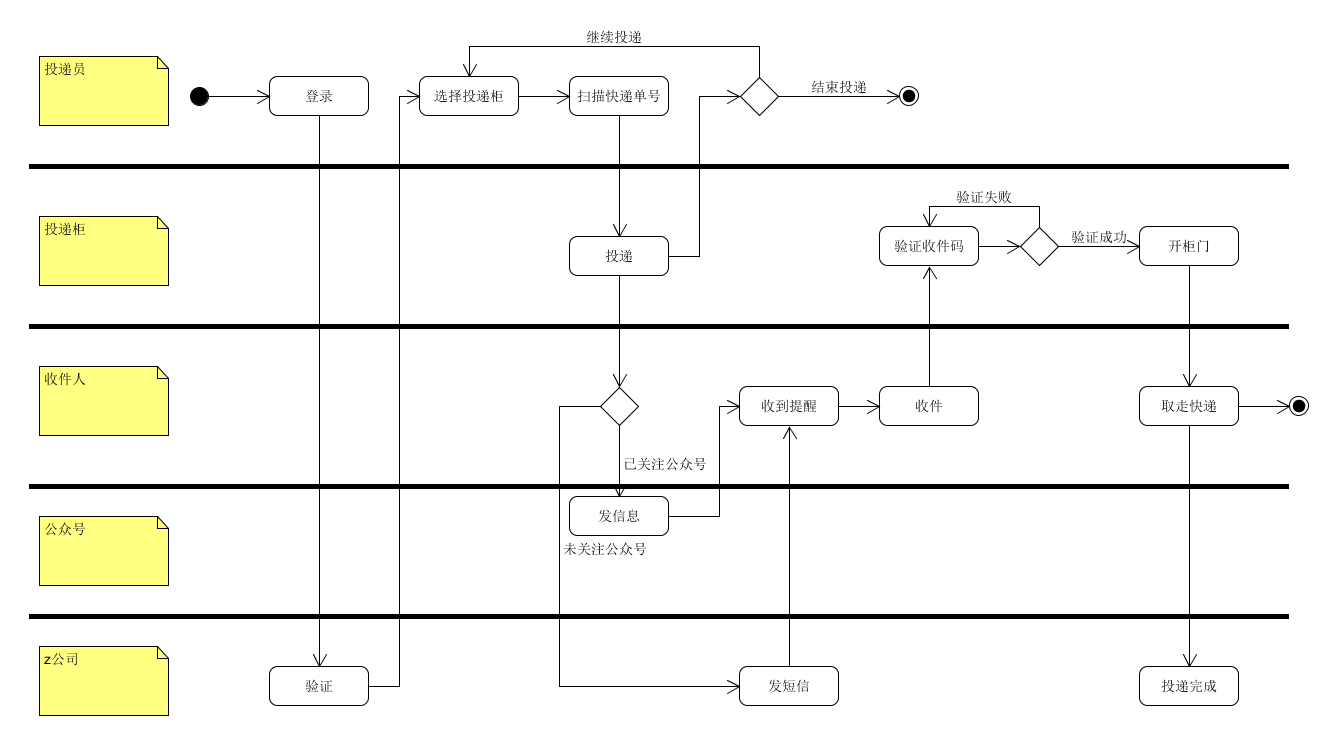 继续投递
投递员
登录
选择投递柜
扫描快递单号
结束投递
投递柜
投递
验证失败
验证收件码
验证成功
开柜门
收件人
收到提醒
收件
取走快递
已关注公众号
公众号
发信息
未关注公众号
z公司
验证
发短信
投递完成